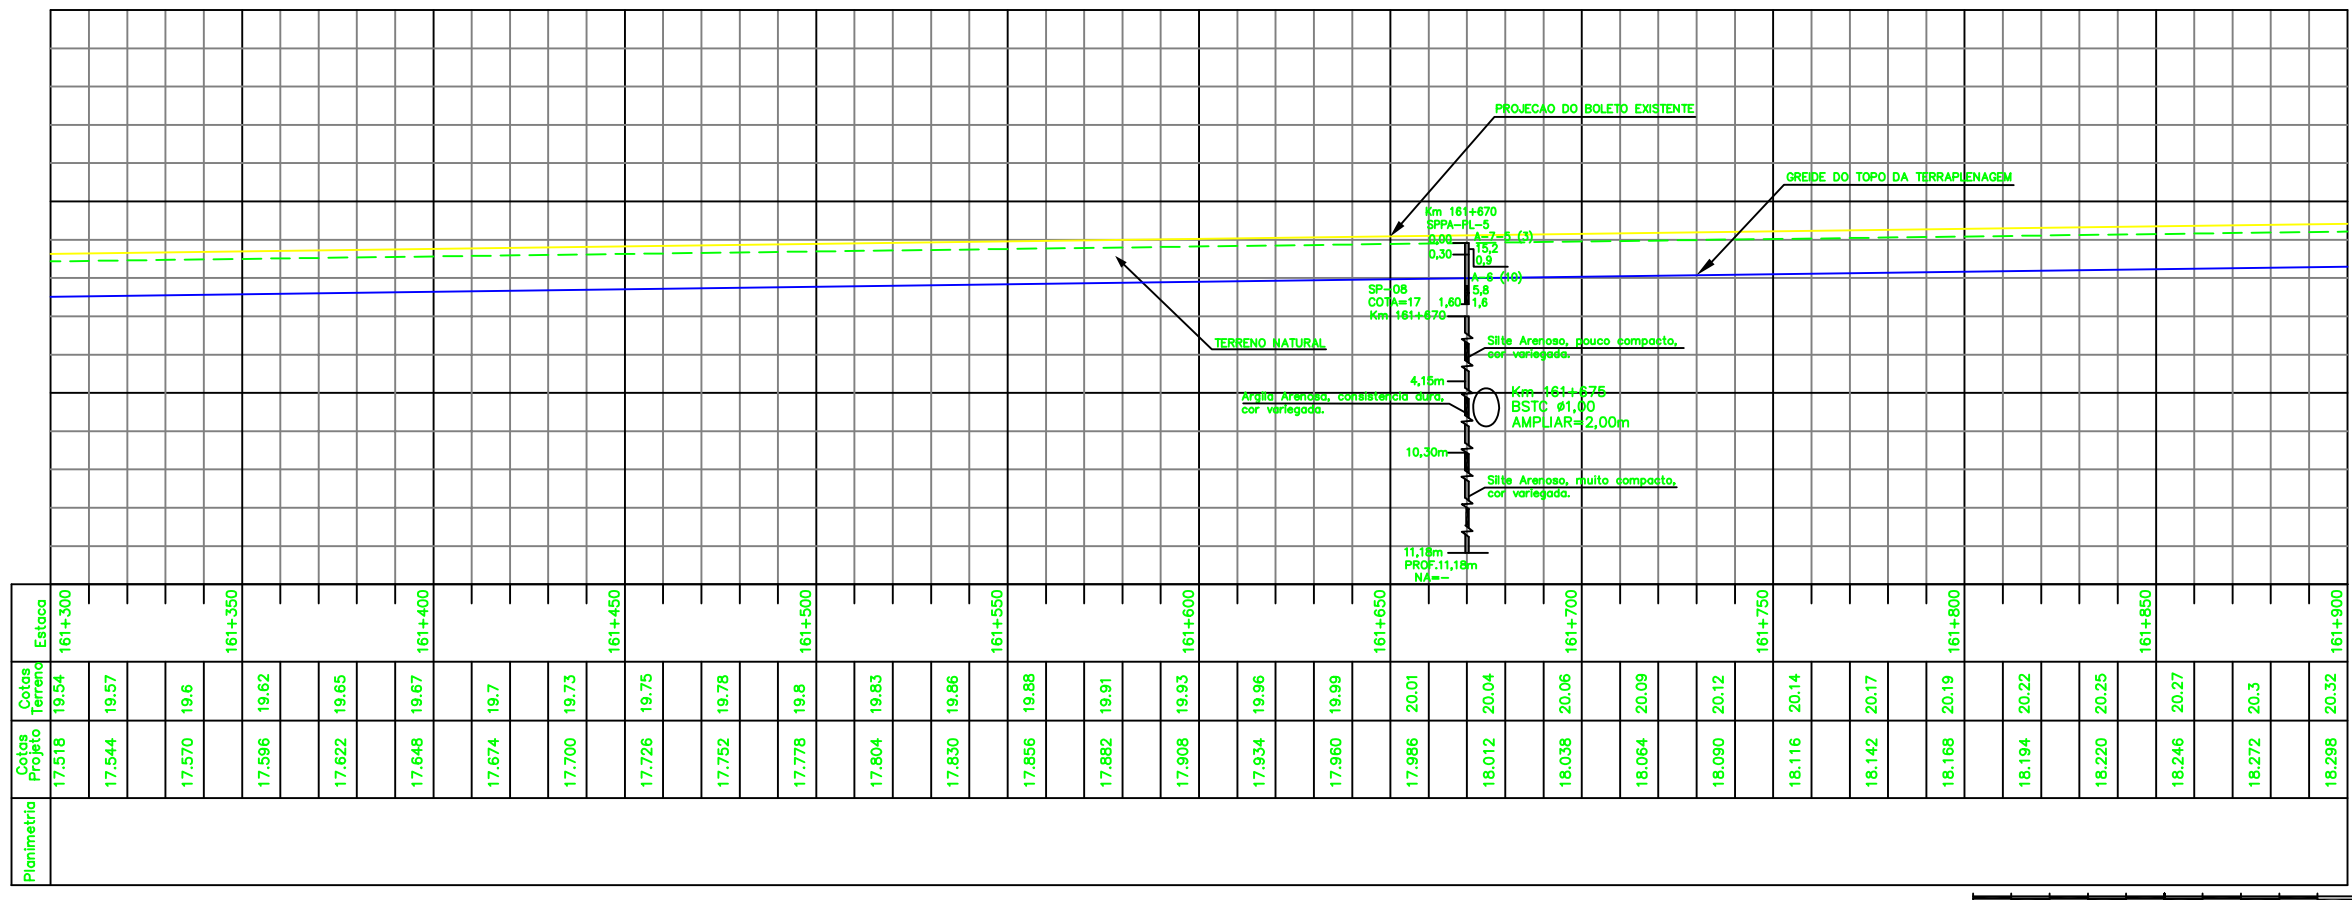 PROJECAO DO BOLETO EXISTENTE
GREIDE DO TOPO DA TERRAPLENAGEM
Km 161+670
SPPA-PL-5
0,00
A-7-5 (3)
15,2
0,30
0,9
SP-08
5,8
COTA=17
1,60
1,6
Km 161+670
TERRENO NATURAL
Silte Arenoso, pouco compacto,
cor variegada.
4,15m
Argila Arenosa, consistencia dura,
cor variegada.
Km 161+675
BSTC ø1,00
AMPLIAR=2,00m
10,30m
Silte Arenoso, muito compacto,
cor variegada.
11,18m
PROF.11,18m
NA=-
Estaca
161+300
161+350
161+400
161+450
161+500
161+550
161+600
161+650
161+700
161+750
161+800
161+850
161+900
Cotas
Terreno
19.54
19.57
19.6
19.62
19.65
19.67
19.7
19.73
19.75
19.78
19.8
19.83
19.86
19.88
19.91
19.93
19.96
19.99
20.01
20.04
20.06
20.09
20.12
20.14
20.17
20.19
20.22
20.25
20.27
20.3
20.32
Cotas
Projeto
17.518
17.544
17.570
17.596
17.622
17.648
17.674
17.700
17.726
17.752
17.778
17.804
17.830
17.856
17.882
17.908
17.934
17.960
17.986
18.012
18.038
18.064
18.090
18.116
18.142
18.168
18.194
18.220
18.246
18.272
18.298
Planimetria